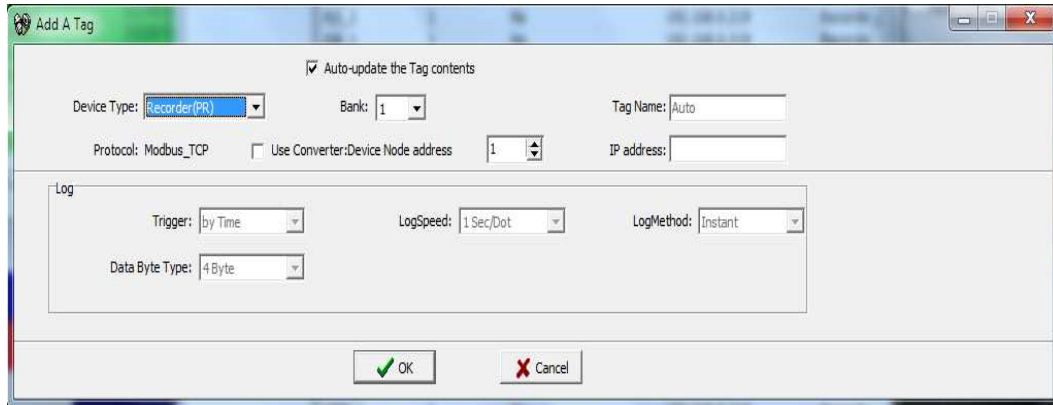 Add A Tag
Auto-update the Tag contents
Device Type: Recorder(PR) Bank: 1 Tag Name: Auto
Protocol: Modbus_TCP Use Converter:Device Node address 1 IP address:
Log
Trigger: by Time LogSpeed: 1 Sec/Dot LogMethod: Instant
Data Byte Type: 4 Byte
OK Cancel